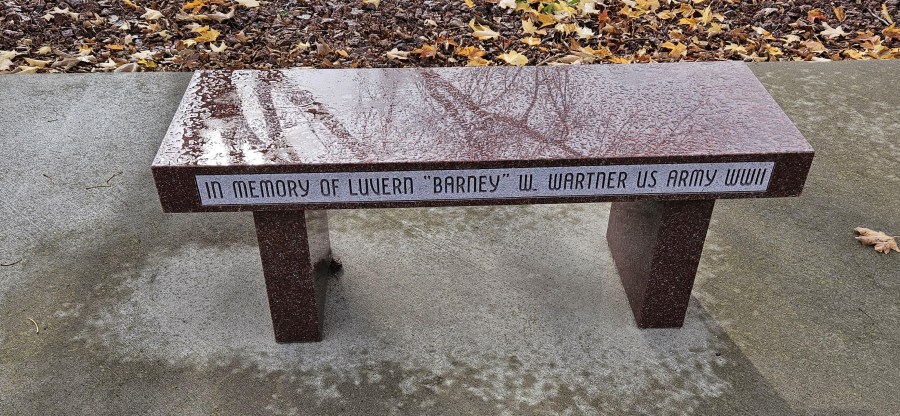 IN MEMORY OF LUVERN "BARNEY" W. WARTNER US ARMY WWII